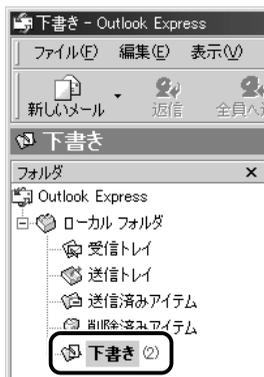 下書き - Outlook Express
ファイル(F) 編集(E) 表示(V)
新しいメール 返信 全員へ
下書き
フォルダ ×
Outlook Express
ローカル フォルダ
受信トレイ
送信トレイ
送信済みアイテム
削除済みアイテム
下書き (2)